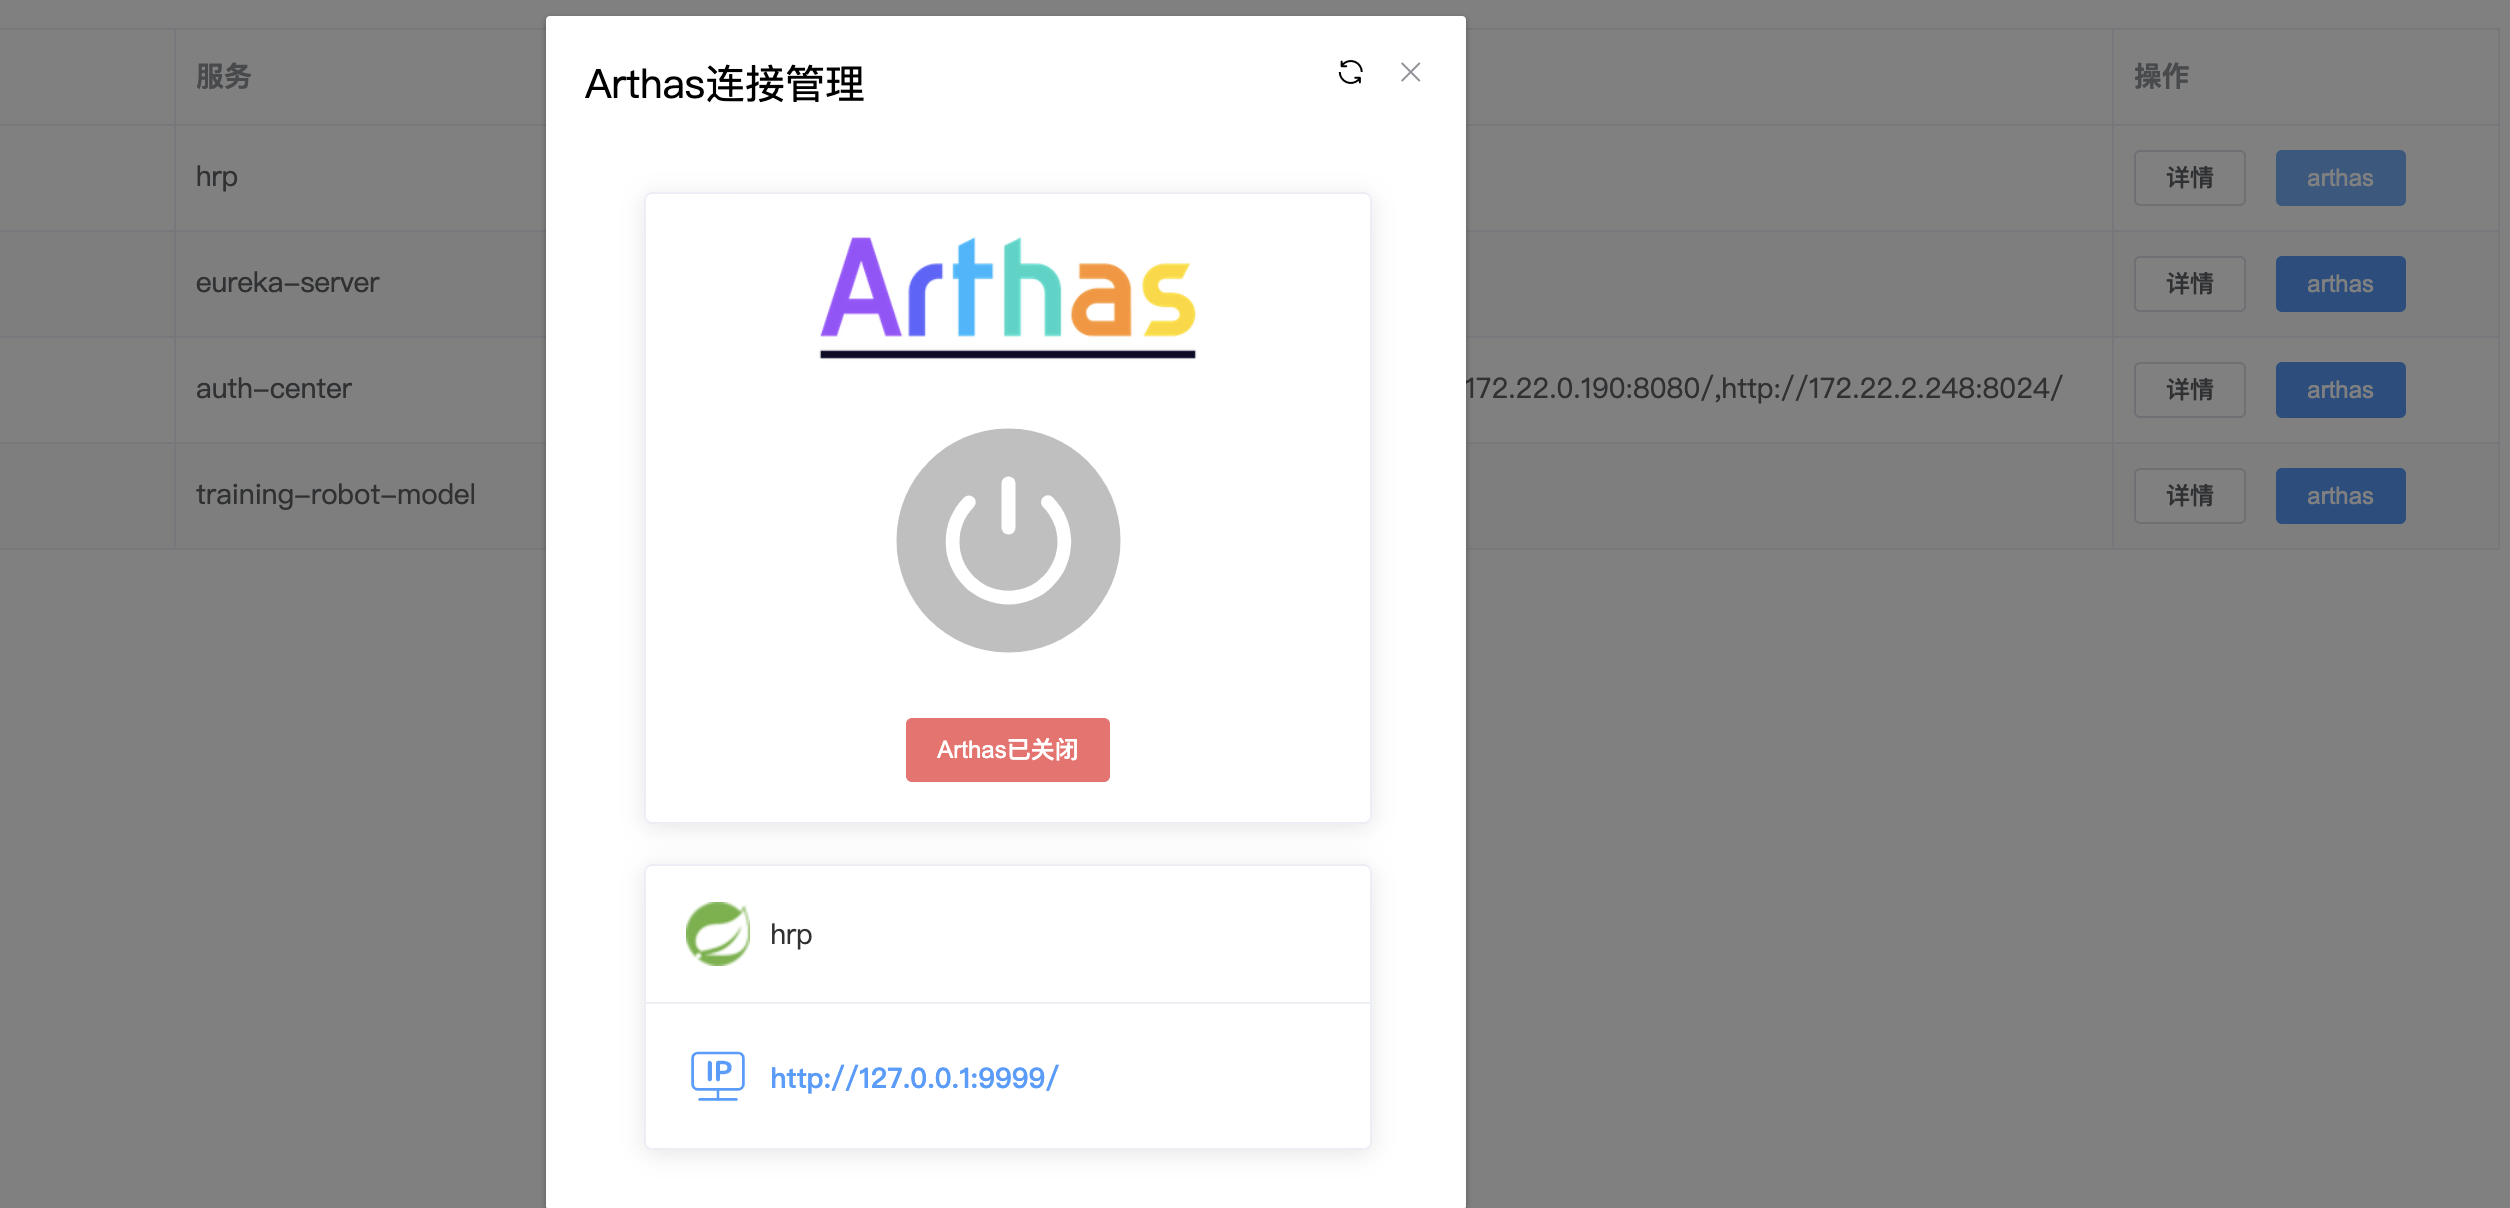 服务
操作
hrp
详情
arthas
eureka-server
详情
arthas
auth-center
172.22.0.190:8080/,http://172.22.2.248:8024/
详情
arthas
training-robot-model
详情
arthas
Arthas连接管理
Arthas
Arthas已关闭
hrp
IP
http://127.0.0.1:9999/